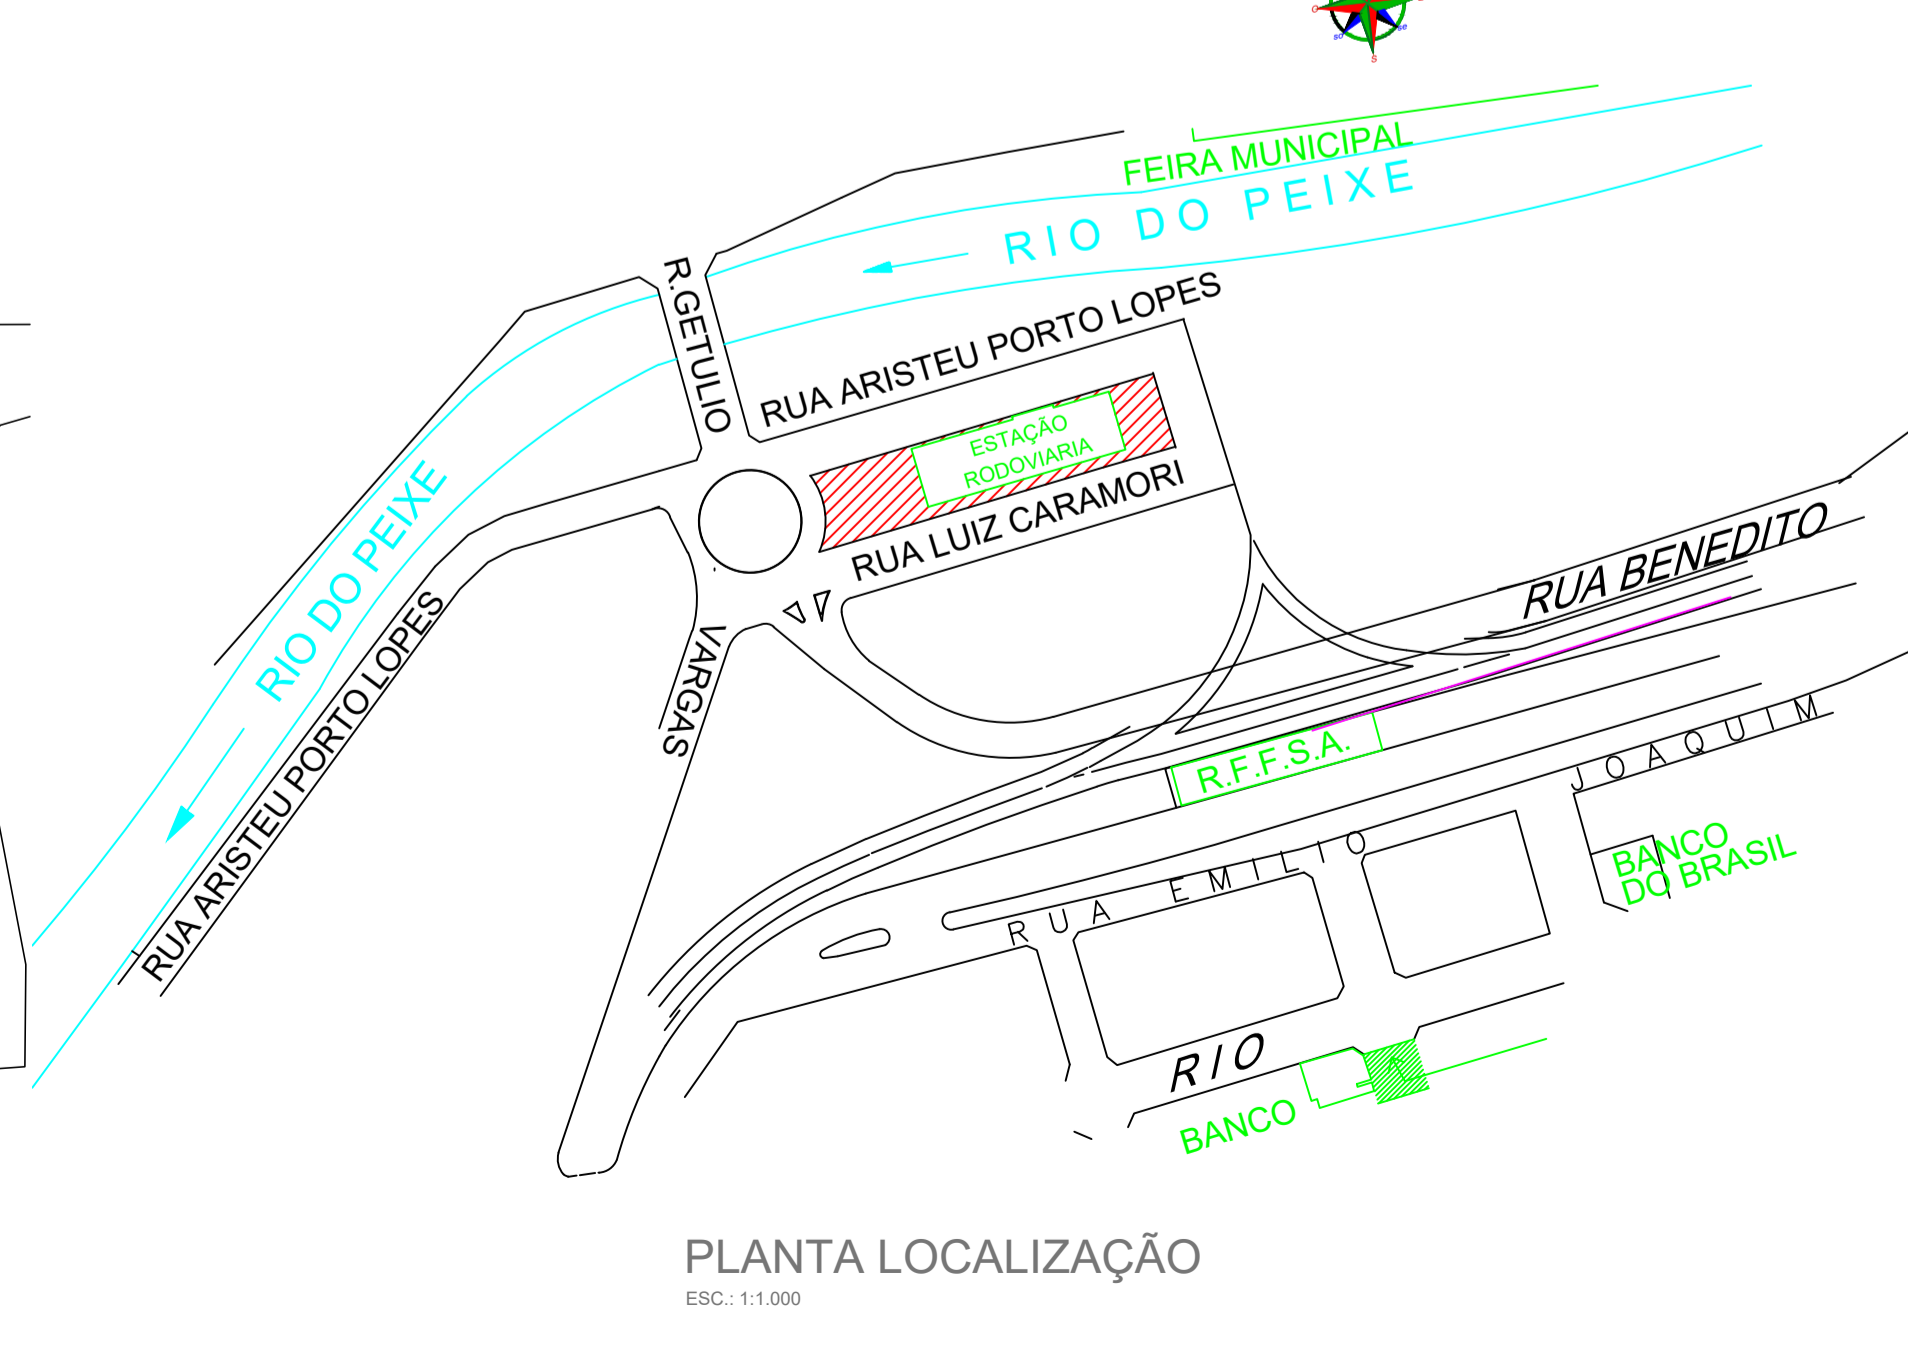 O
SO
SE
S
FEIRA MUNICIPAL
RIO DO PEIXE
R.GETULIO
RUA ARISTEU PORTO LOPES
ESTAÇÃO
RODOVIARIA
RUA LUIZ CARAMORI
RIO DO PEIXE
RUA BENEDITO
RUA ARISTEU PORTO LOPES
VARGAS
R.F.F.S.A.
JOAQUIM
RUA EMILIO
BANCO
DO BRASIL
RIO
BANCO
PLANTA LOCALIZAÇÃO
ESC.: 1:1.000